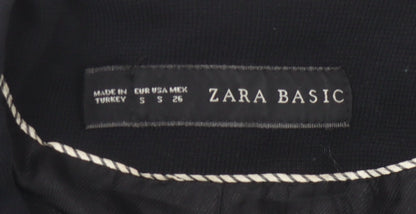 MADE IN EUR USA MEX ZARA BASIC
TURKEY S S 26